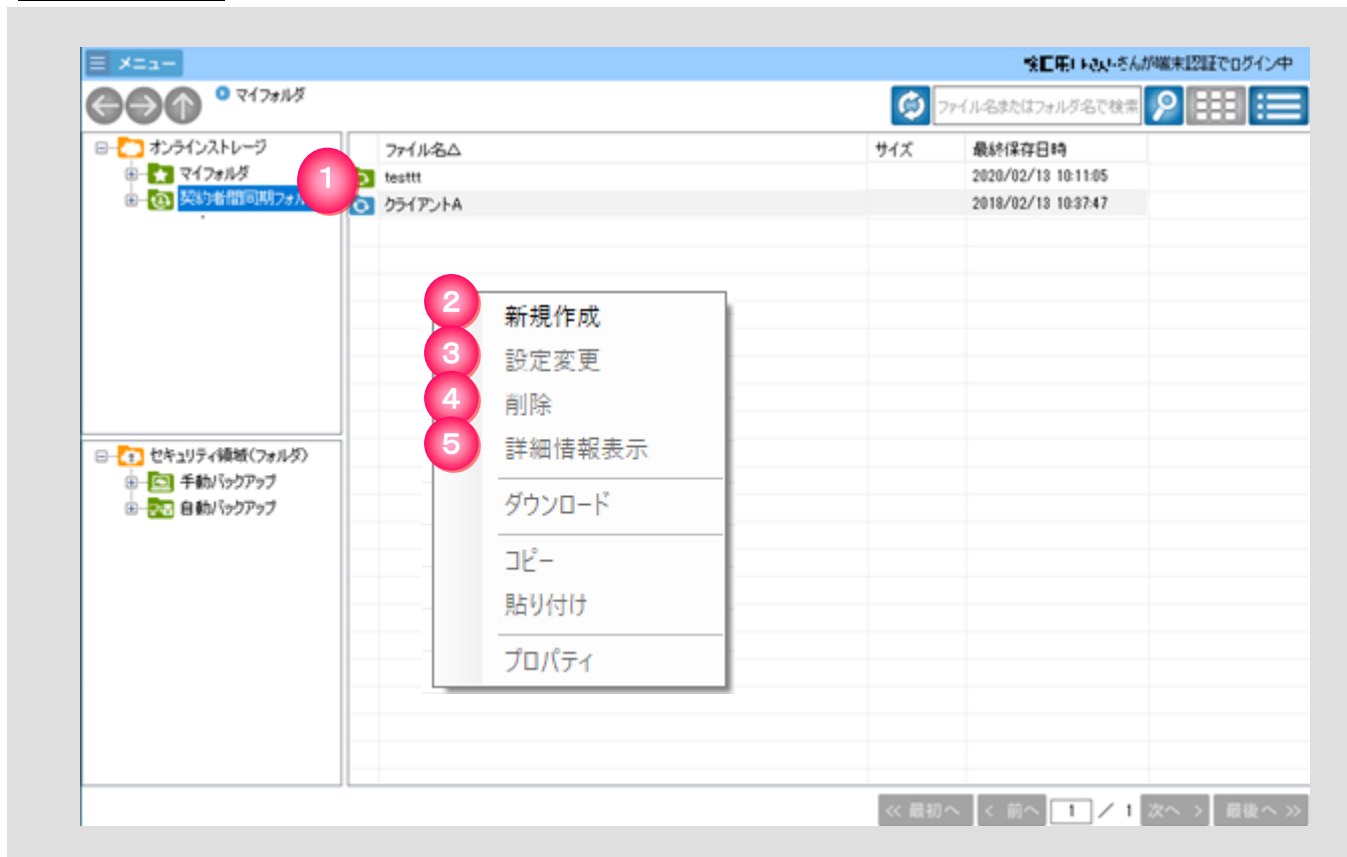 メニュー
さんが端末認証でログイン中
マイフォルダ
ファイル名またはフォルダ名で検索
オンラインストレージ
マイフォルダ
契約者間同期フォル
1
ファイル名△
サイズ
最終保存日時
testtt
2020/02/13 10:11:05
クライアントA
2018/02/13 10:37:47
2
新規作成
3
設定変更
4
削除
5
詳細情報表示
ダウンロード
コピー
貼り付け
プロパティ
セキュリティ領域(フォルダ)
手動バックアップ
自動バックアップ
<< 最初へ
< 前へ
1 / 1
次へ >
最後へ >>